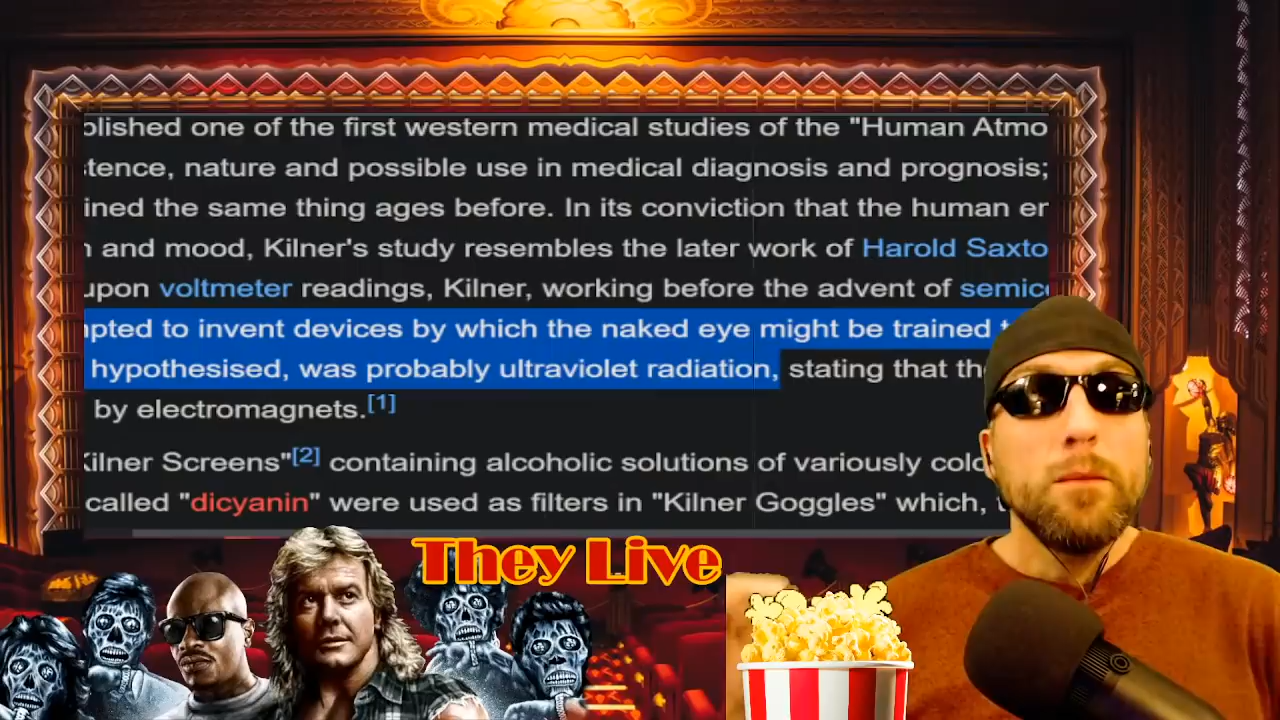 blished one of the first western medical studies of the "Human Atmo
tence, nature and possible use in medical diagnosis and prognosis;
ined the same thing ages before. In its conviction that the human er
and mood, Kilner's study resembles the later work of Harold Saxto
upon voltmeter readings, Kilner, working before the advent of semic
pted to invent devices by which the naked eye might be trained
hypothesised, was probably ultraviolet radiation, stating that th
by electromagnets.[1]
Kilner Screens"[2] containing alcoholic solutions of variously colo
called "dicyanin" were used as filters in "Kilner Goggles" which,
They Live